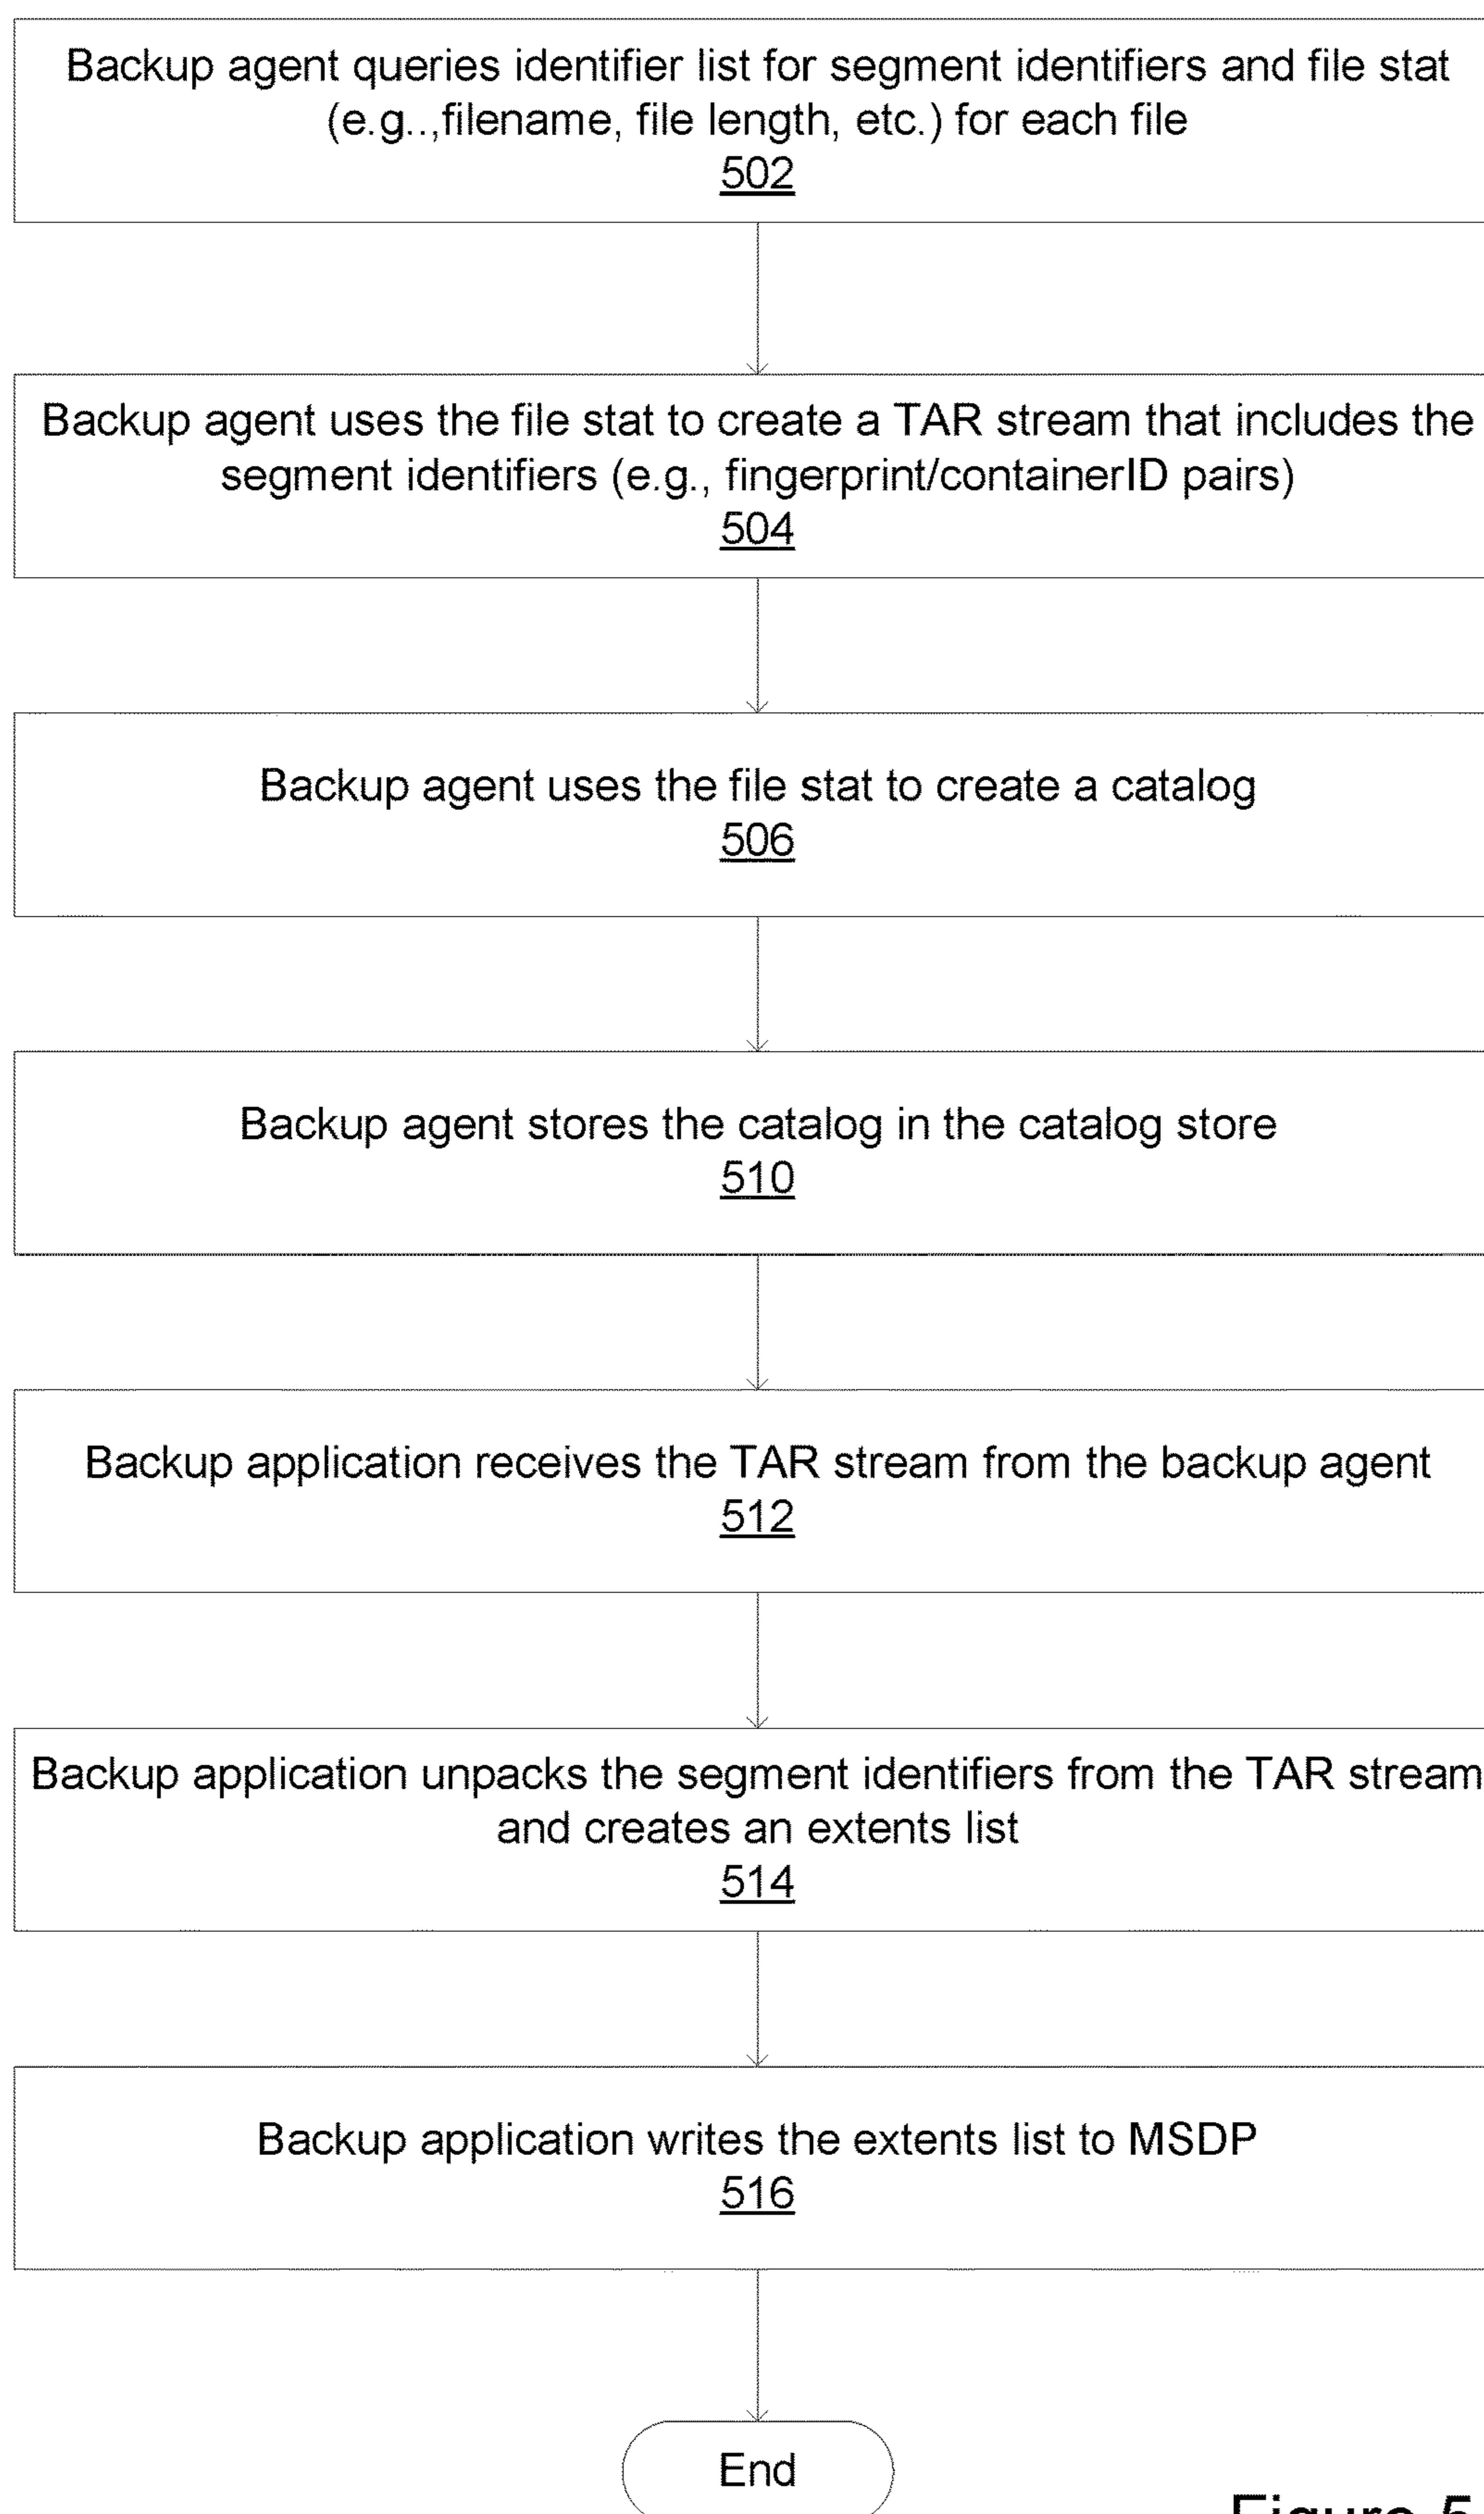 Backup agent queries identifier list for segment identifiers and file stat
(e.g..,filename, file length, etc.) for each file
502
Backup agent uses the file stat to create a TAR stream that includes the
segment identifiers (e.g., fingerprint/containerID pairs)
504
Backup agent uses the file stat to create a catalog
506
Backup agent stores the catalog in the catalog store
510
Backup application receives the TAR stream from the backup agent
512
Backup application unpacks the segment identifiers from the TAR stream
and creates an extents list
514
Backup application writes the extents list to MSDP
516
End
Figure 5